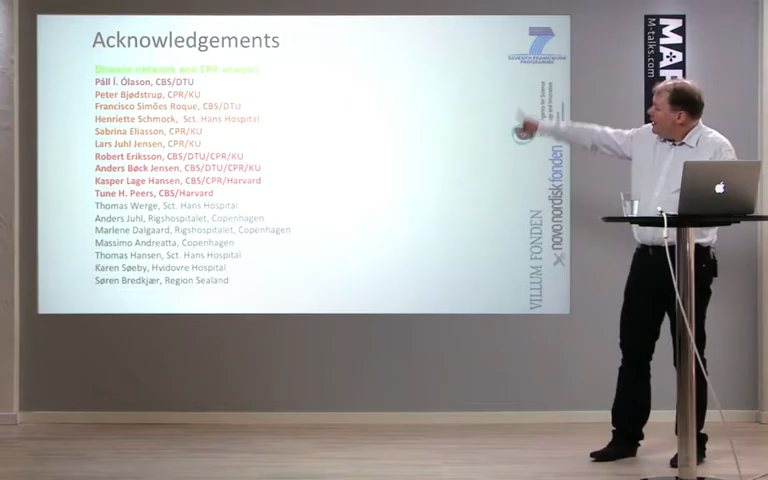 Acknowledgements
Disease network and EPR analysis
Páll Í. Ólason, CBS/DTU
Peter Bjødstrup, CPR/KU
Francisco Simões Roque, CBS/DTU
Henriette Schmock, Sct. Hans Hospital
Sabrina Eliasson, CPR/KU
Lars Juhl Jensen, CPR/KU
Robert Eriksson, CBS/DTU/CPR/KU
Anders Bøck Jensen, CBS/DTU/CPR/KU
Kasper Lage Hansen, CBS/CPR/Harvard
Tune H. Peers, CBS/Harvard
Thomas Werge, Sct. Hans Hospital
Anders Juhl, Rigshospitalet, Copenhagen
Marlene Dalgaard, Rigshospitalet, Copenhagen
Massimo Andreatta, Copenhagen
Thomas Hansen, Sct. Hans Hospital
Karen Søeby, Hvidovre Hospital
Søren Bredkjær, Region Sealand
7
SEVENTH FRAMEWORK
PROGRAMME
novo nordisk fonden
VILLUM FONDEN
MAP
M-talks.com